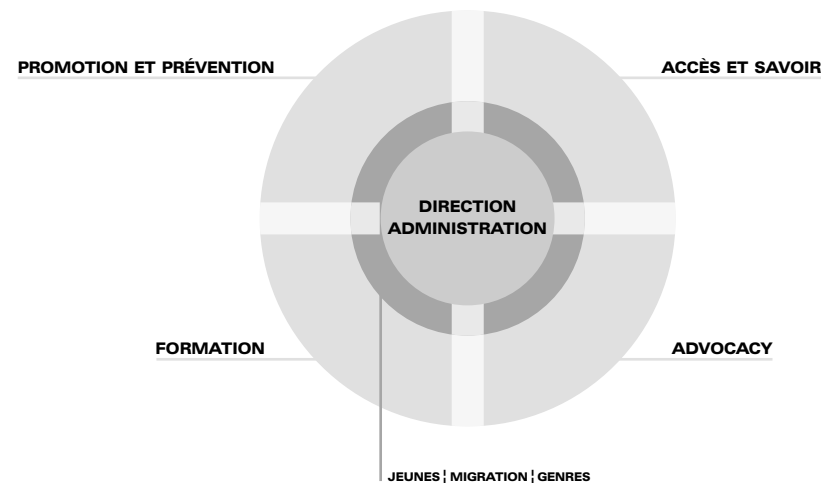 PROMOTION ET PRÉVENTION
ACCÈS ET SAVOIR
DIRECTION
ADMINISTRATION
FORMATION
ADVOCACY
JEUNES ¦ MIGRATION ¦ GENRES